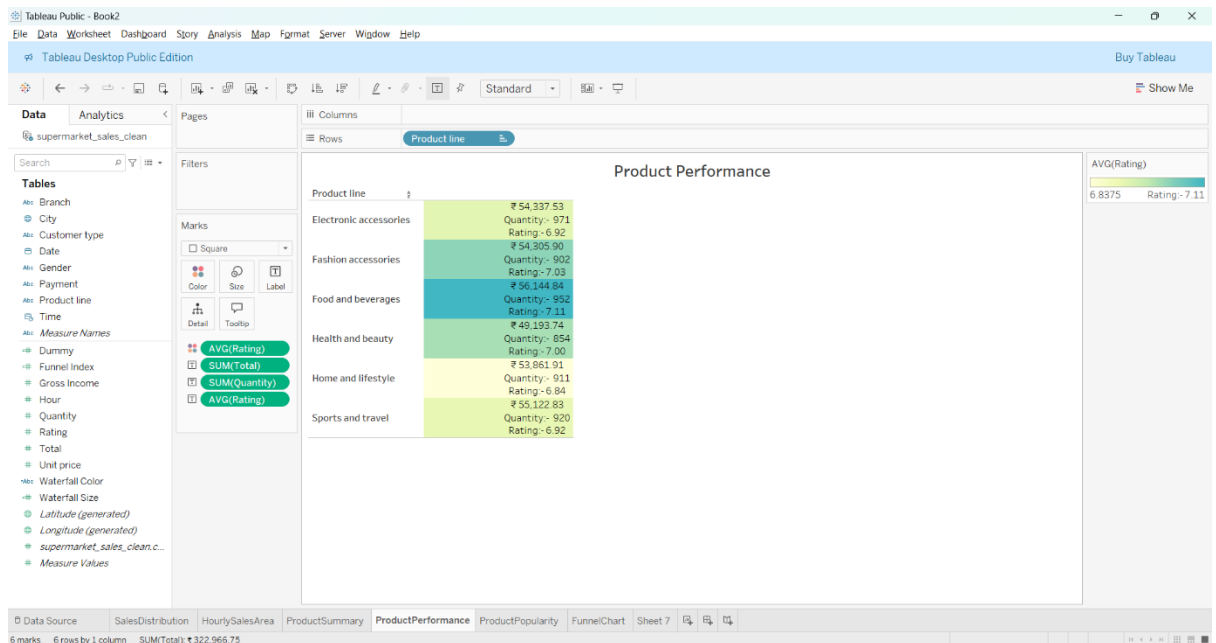 Tableau Public - Book2
File Data Worksheet Dashboard Story Analysis Map Format Server Window Help
Tableau Desktop Public Edition Buy Tableau
Standard Show Me
Data Analytics Pages Columns
supermarket_sales_clean Rows Product line
Search
Tables
Abc Branch
City
Abc Customer type
Date
Abc Gender
Abc Payment
Abc Product line
Time
Abc Measure Names
Dummy
Funnel Index
Gross Income
Hour
Quantity
Rating
Total
Unit price
Abc Waterfall Color
Waterfall Size
Latitude (generated)
Longitude (generated)
supermarket_sales_clean.c...
Measure Values
Filters
Marks
Square
Color Size Label
Detail Tooltip
AVG(Rating)
SUM(Total)
SUM(Quantity)
AVG(Rating)
Product Performance
Product line
Electronic accessories
₹ 54,337.53
Quantity:- 971
Rating:- 6.92
Fashion accessories
₹ 54,305.90
Quantity:- 902
Rating:- 7.03
Food and beverages
₹ 56,144.84
Quantity:- 952
Rating:- 7.11
Health and beauty
₹ 49,193.74
Quantity:- 854
Rating:- 7.00
Home and lifestyle
₹ 53,861.91
Quantity:- 911
Rating:- 6.84
Sports and travel
₹ 55,122.83
Quantity:- 920
Rating:- 6.92
AVG(Rating)
6.8375 Rating:- 7.11
Data Source SalesDistribution HourlySalesArea ProductSummary ProductPerformance ProductPopularity FunnelChart Sheet 7
6 marks 6 rows by 1 column SUM(Total): ₹ 322,966.75